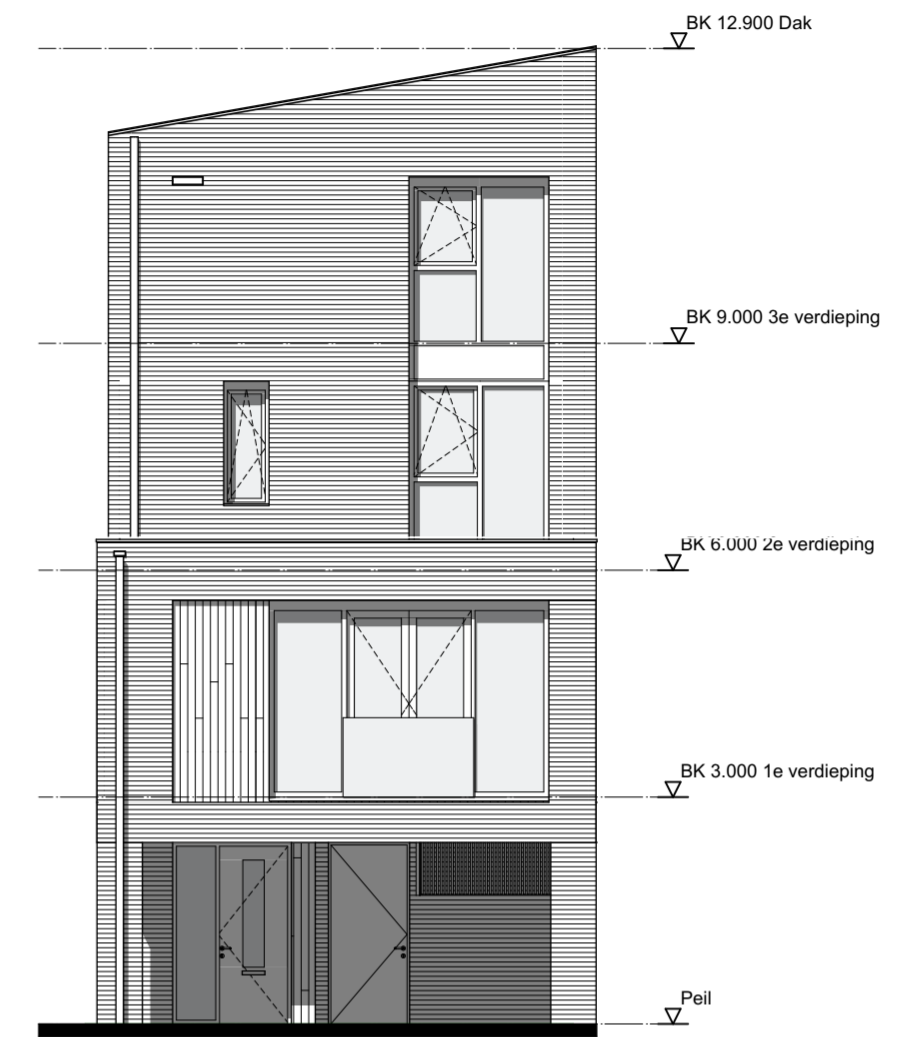 BK 12.900 Dak
BK 9.000 3e verdieping
BK 6.000 2e verdieping
BK 3.000 1e verdieping
Peil